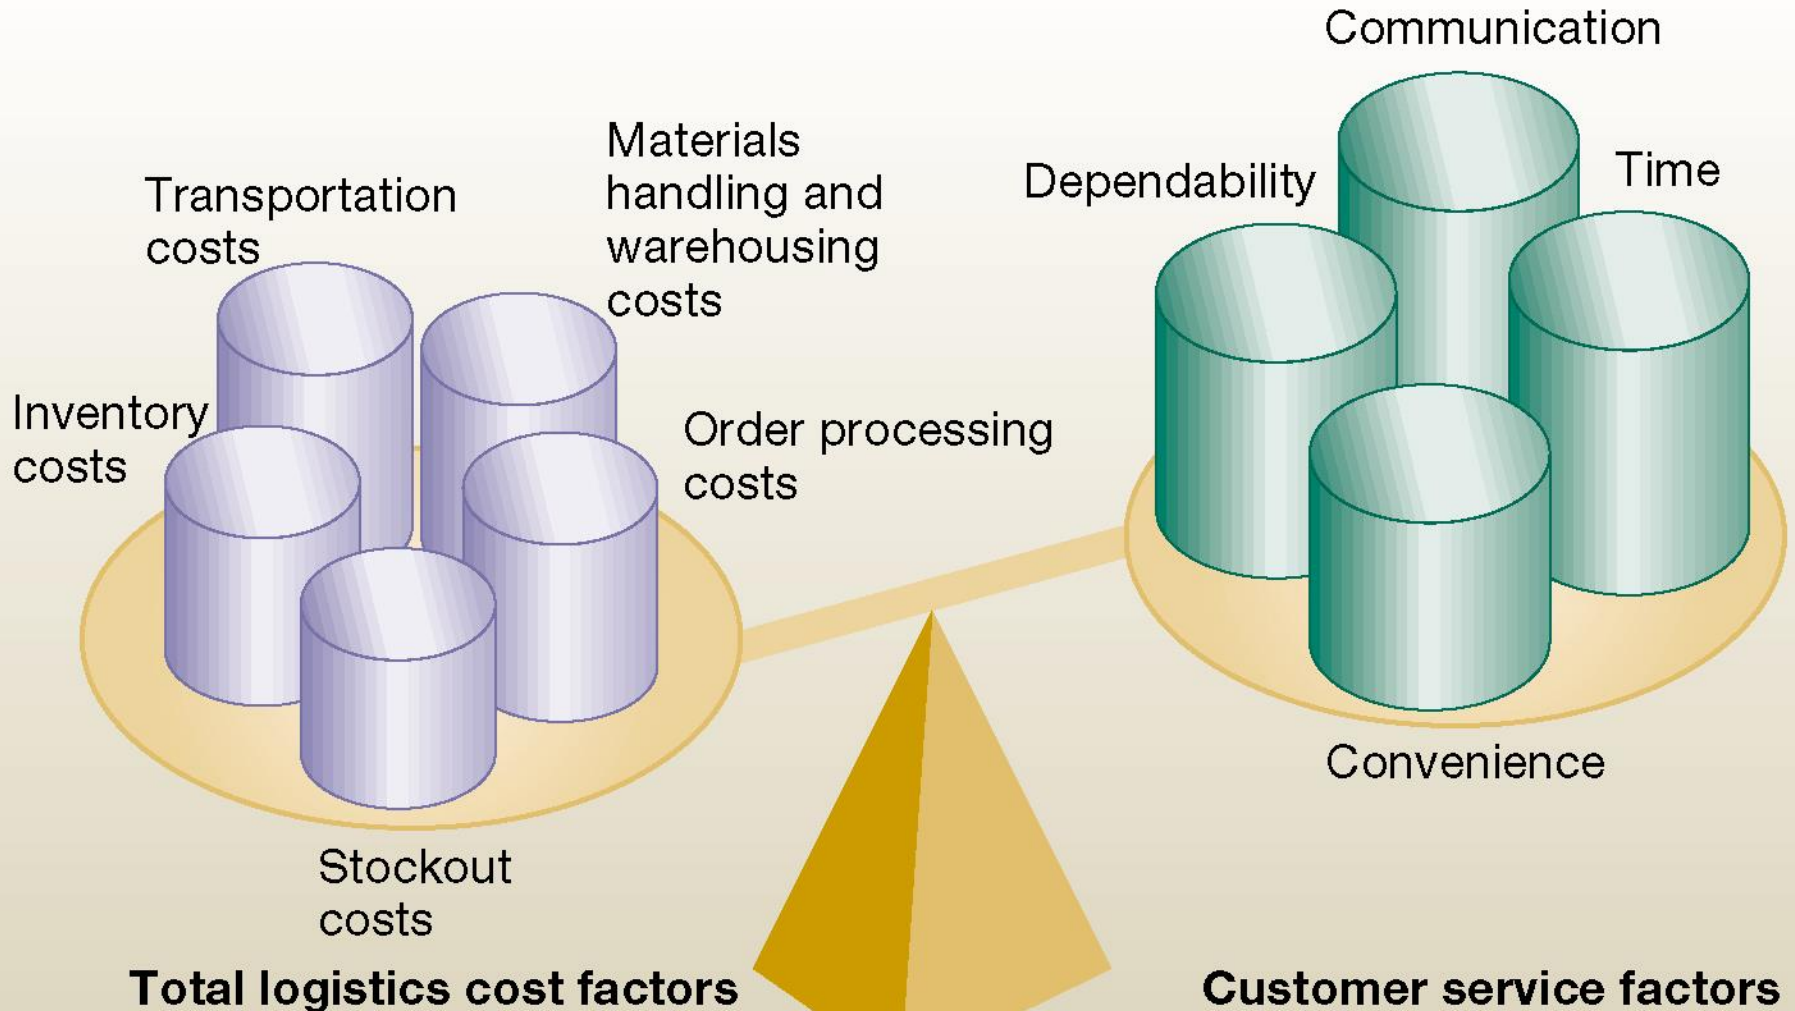 Communication
Materials
handling and
warehousing
costs
Transportation
costs
Dependability
Time
Inventory
costs
Order processing
costs
Convenience
Stockout
costs
Total logistics cost factors
Customer service factors